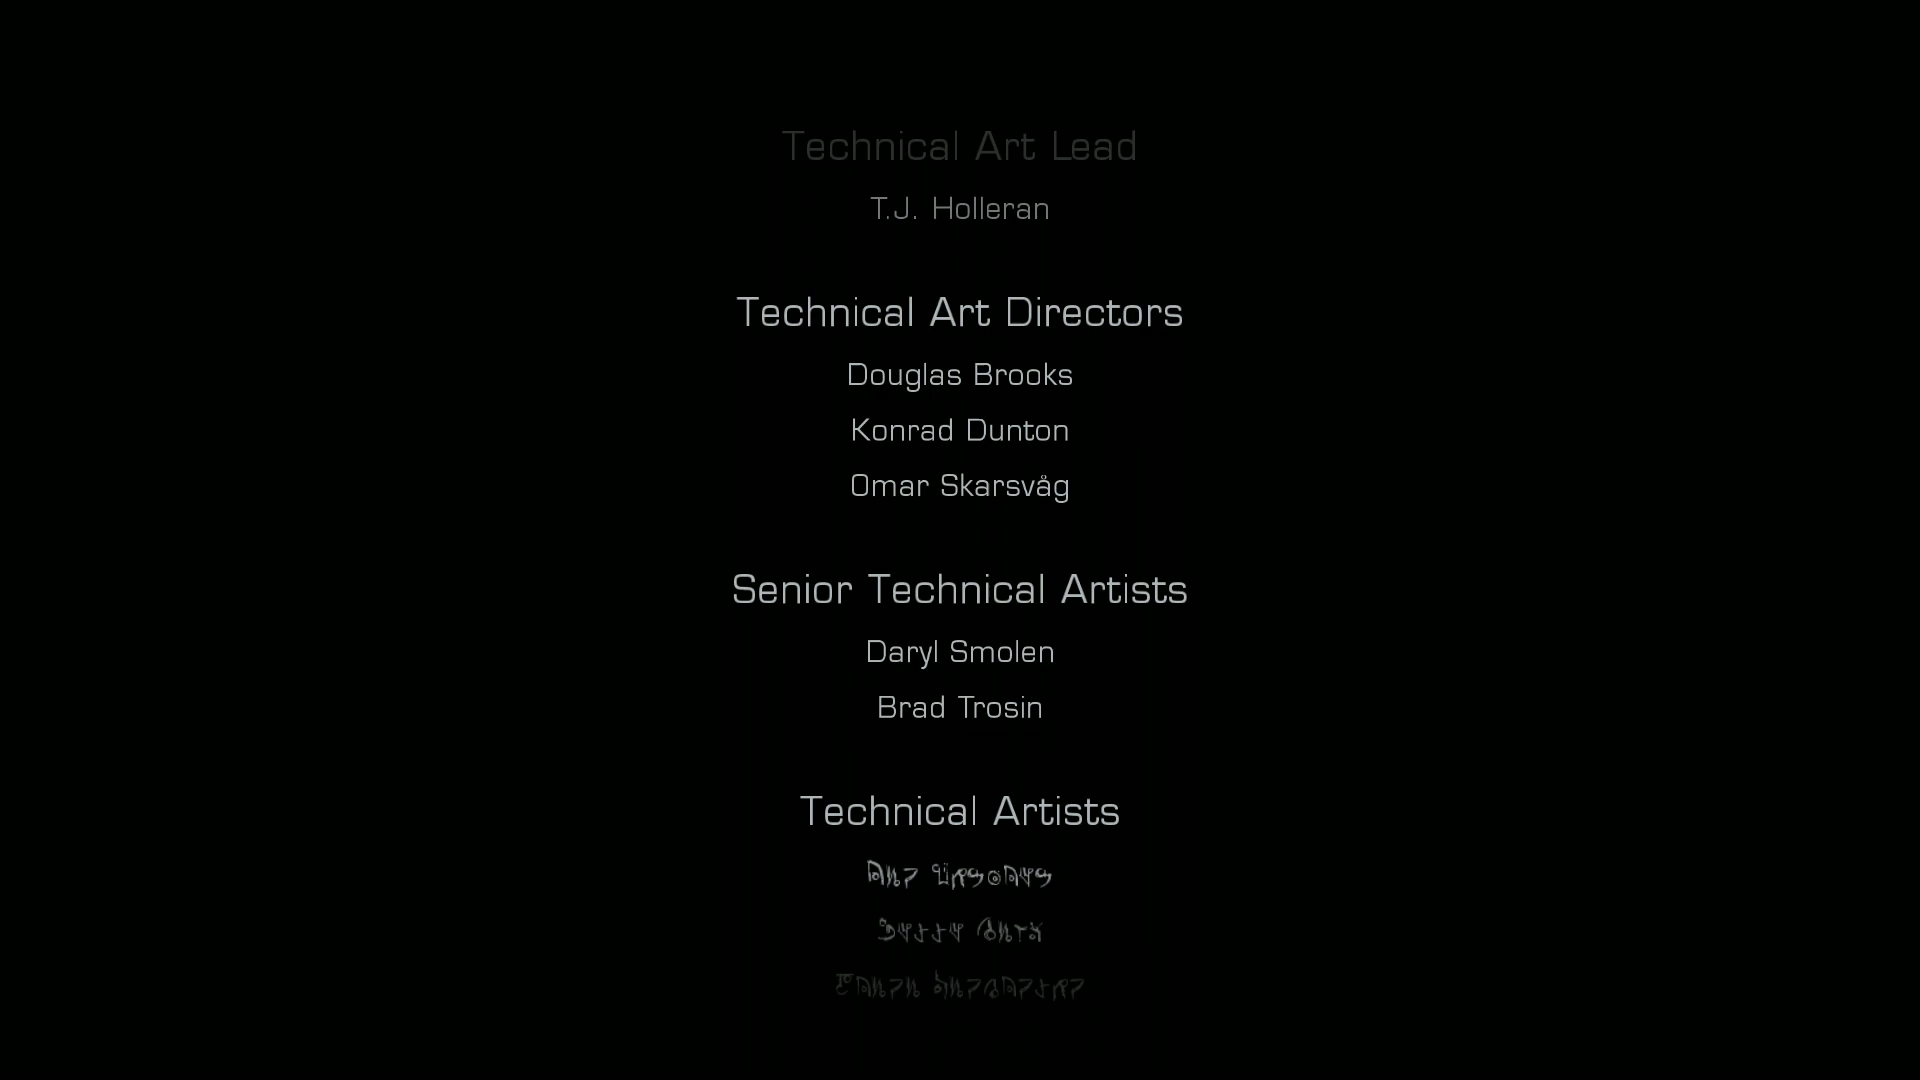 Technical Art Lead
T.J. Holleran
Technical Art Directors
Douglas Brooks
Konrad Dunton
Omar Skarsvåg
Senior Technical Artists
Daryl Smolen
Brad Trosin
Technical Artists